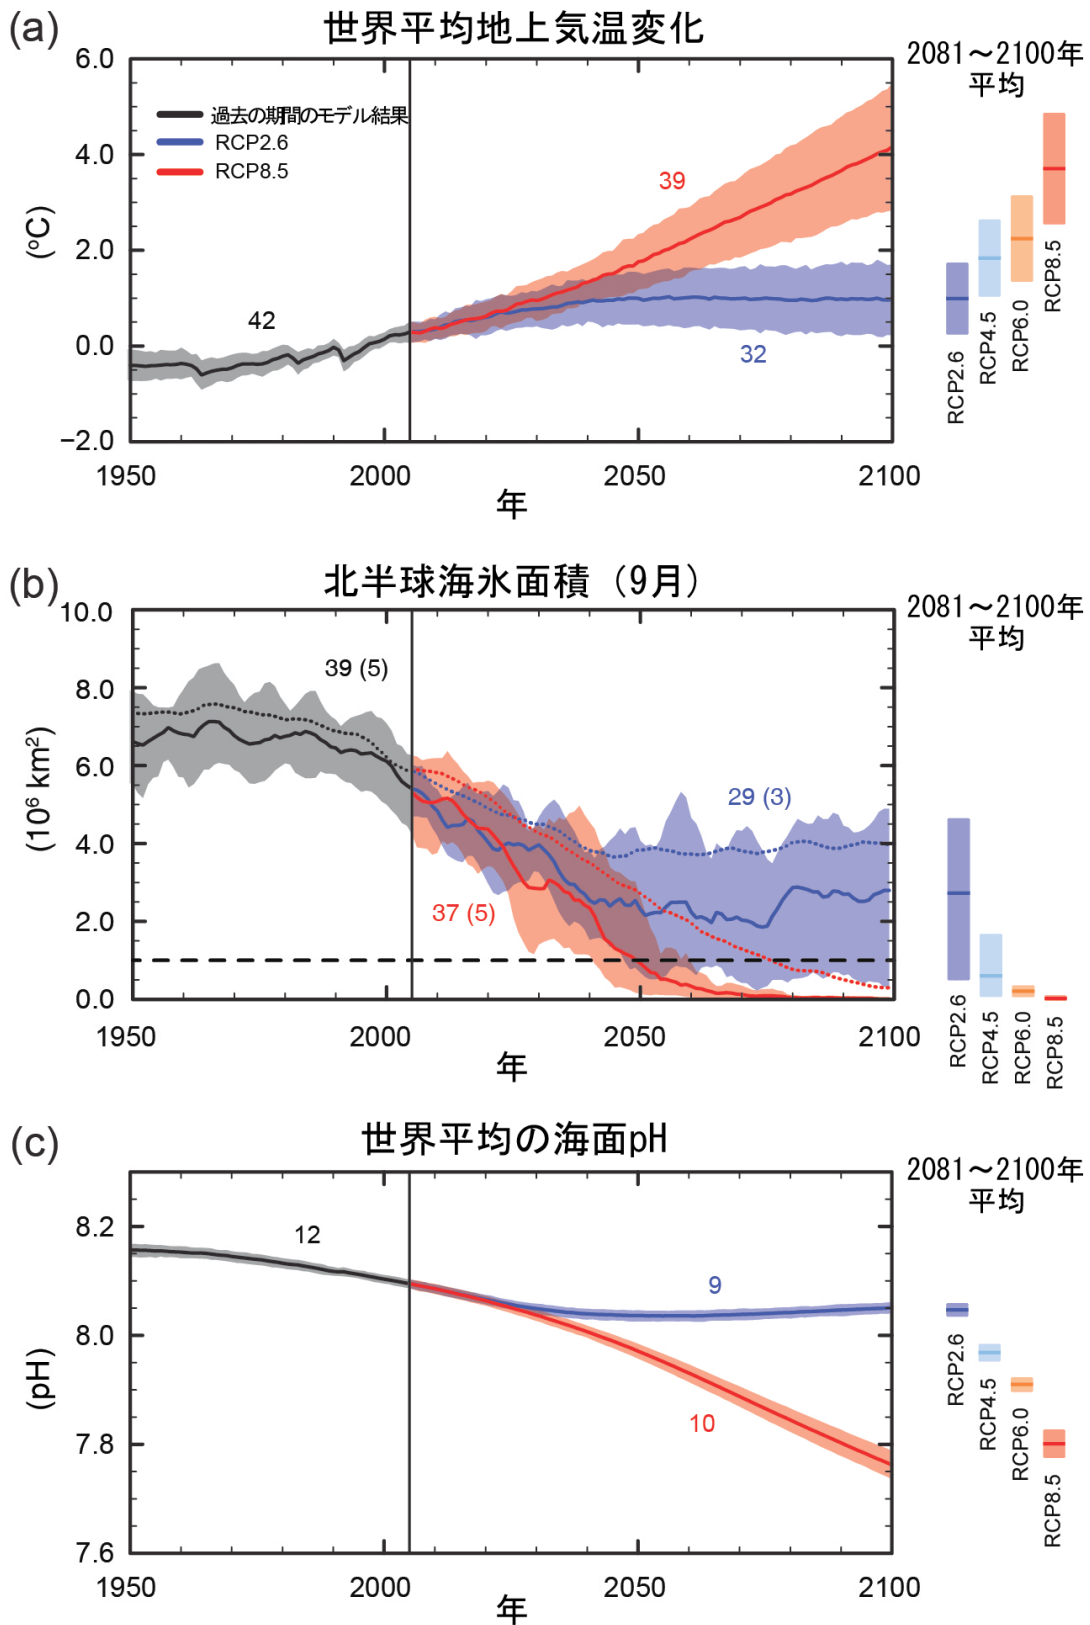 (a)
世界平均地上気温変化
2081～2100年
平均
6.0
4.0
2.0
0.0
−2.0
(°C)
過去の期間のモデル結果
RCP2.6
RCP8.5
39
42
32
1950
2000
2050
2100
年
RCP2.6
RCP4.5
RCP6.0
RCP8.5
(b)
北半球海氷面積（9月）
2081～2100年
平均
10.0
8.0
6.0
4.0
2.0
0.0
(10⁶ km²)
39 (5)
29 (3)
37 (5)
1950
2000
2050
2100
年
RCP2.6
RCP4.5
RCP6.0
RCP8.5
(c)
世界平均の海面pH
2081～2100年
平均
8.2
8.0
7.8
7.6
(pH)
12
9
10
1950
2000
2050
2100
年
RCP2.6
RCP4.5
RCP6.0
RCP8.5